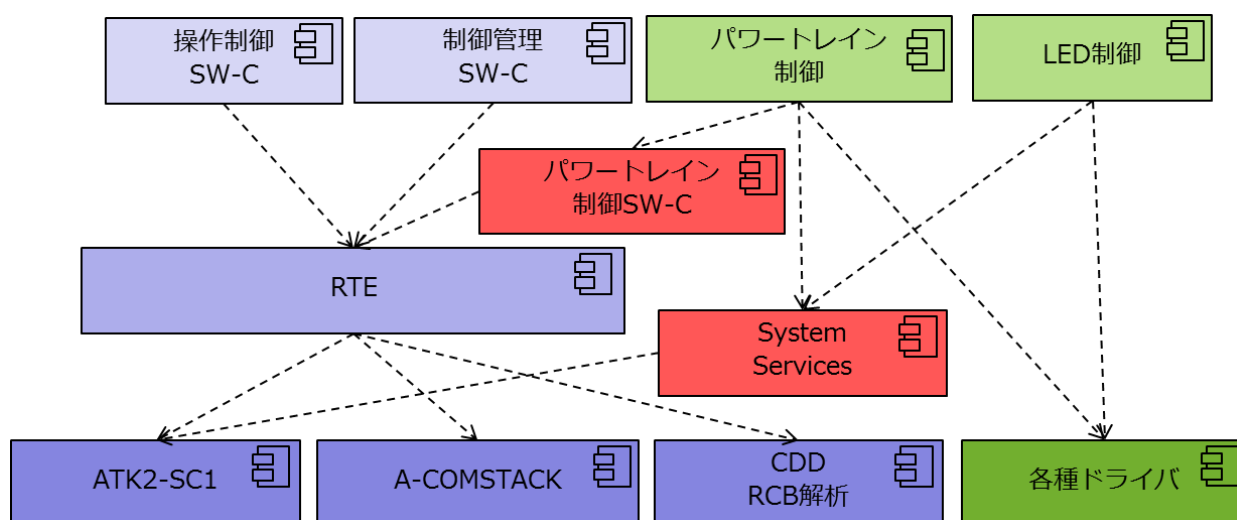 操作制御
SW-C
制御管理
SW-C
パワートレイン
制御
LED制御
パワートレイン
制御SW-C
RTE
System
Services
ATK2-SC1
A-COMSTACK
CDD
RCB解析
各種ドライバ